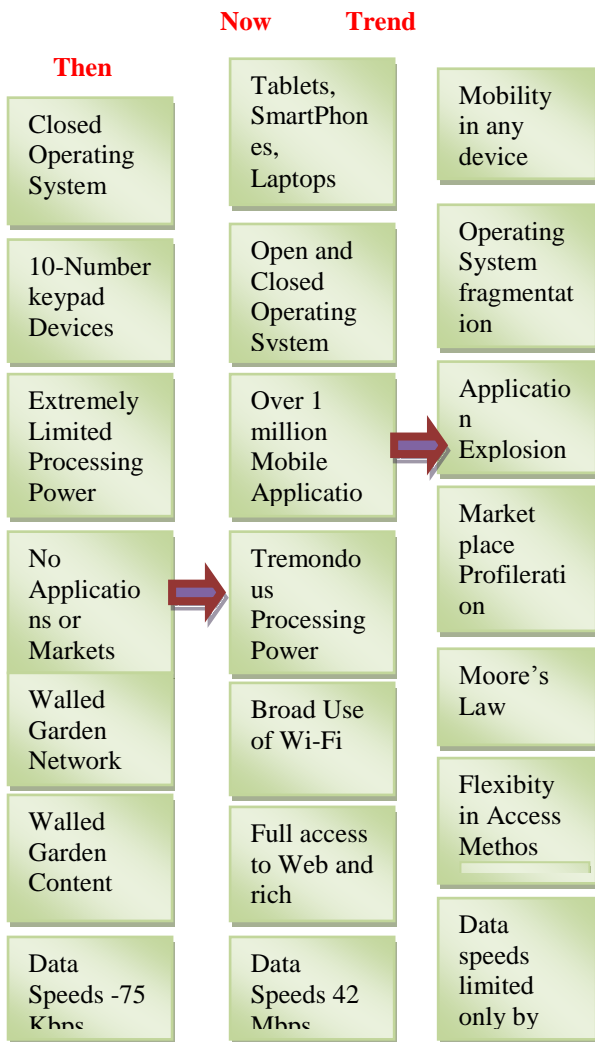 Now Trend
Then
Closed
Operating
System
10-Number
keypad
Devices
Extremely
Limited
Processing
Power
No
Applicatio
ns or
Markets
Walled
Garden
Network
Walled
Garden
Content
Data
Speeds -75
Kbps
Tablets,
SmartPhon
es,
Laptops
Open and
Closed
Operating
System
Over 1
million
Mobile
Applicatio
Tremondo
us
Processing
Power
Broad Use
of Wi-Fi
Full access
to Web and
rich
Data
Speeds 42
Mbps
Mobility
in any
device
Operating
System
fragmentat
ion
Applicatio
n
Explosion
Market
place
Profilerati
on
Moore's
Law
Flexibity
in Access
Methos
Data
speeds
limited
only by